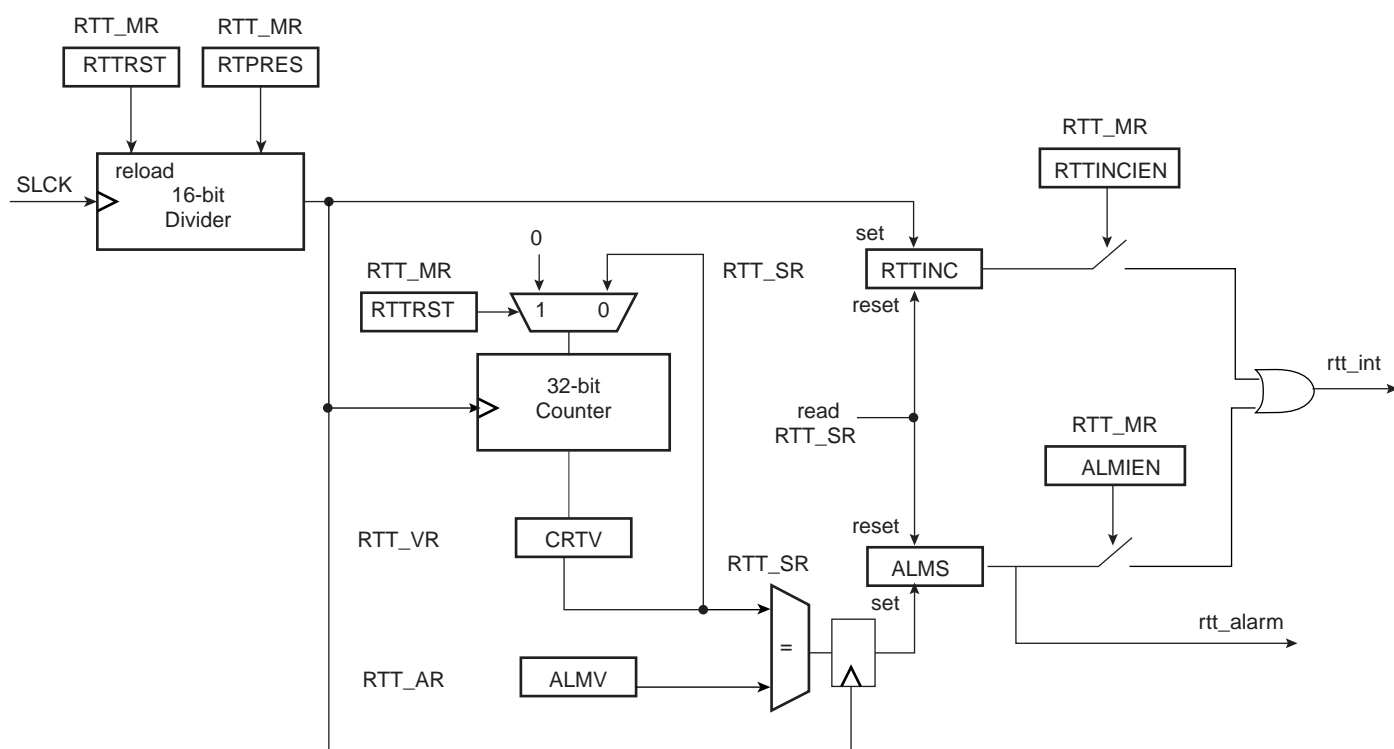 RTT_MR RTT_MR
RTTRST RTPRES
reload
SLCK 16-bit
Divider
RTT_MR
RTTINCIEN
0
set
RTT_MR RTT_SR RTTINC
RTTRST 1 0 reset
32-bit
Counter
rtt_int
read
RTT_SR
RTT_MR
ALMIEN
reset
RTT_VR CRTV
RTT_SR ALMS
set
rtt_alarm
=
RTT_AR ALMV